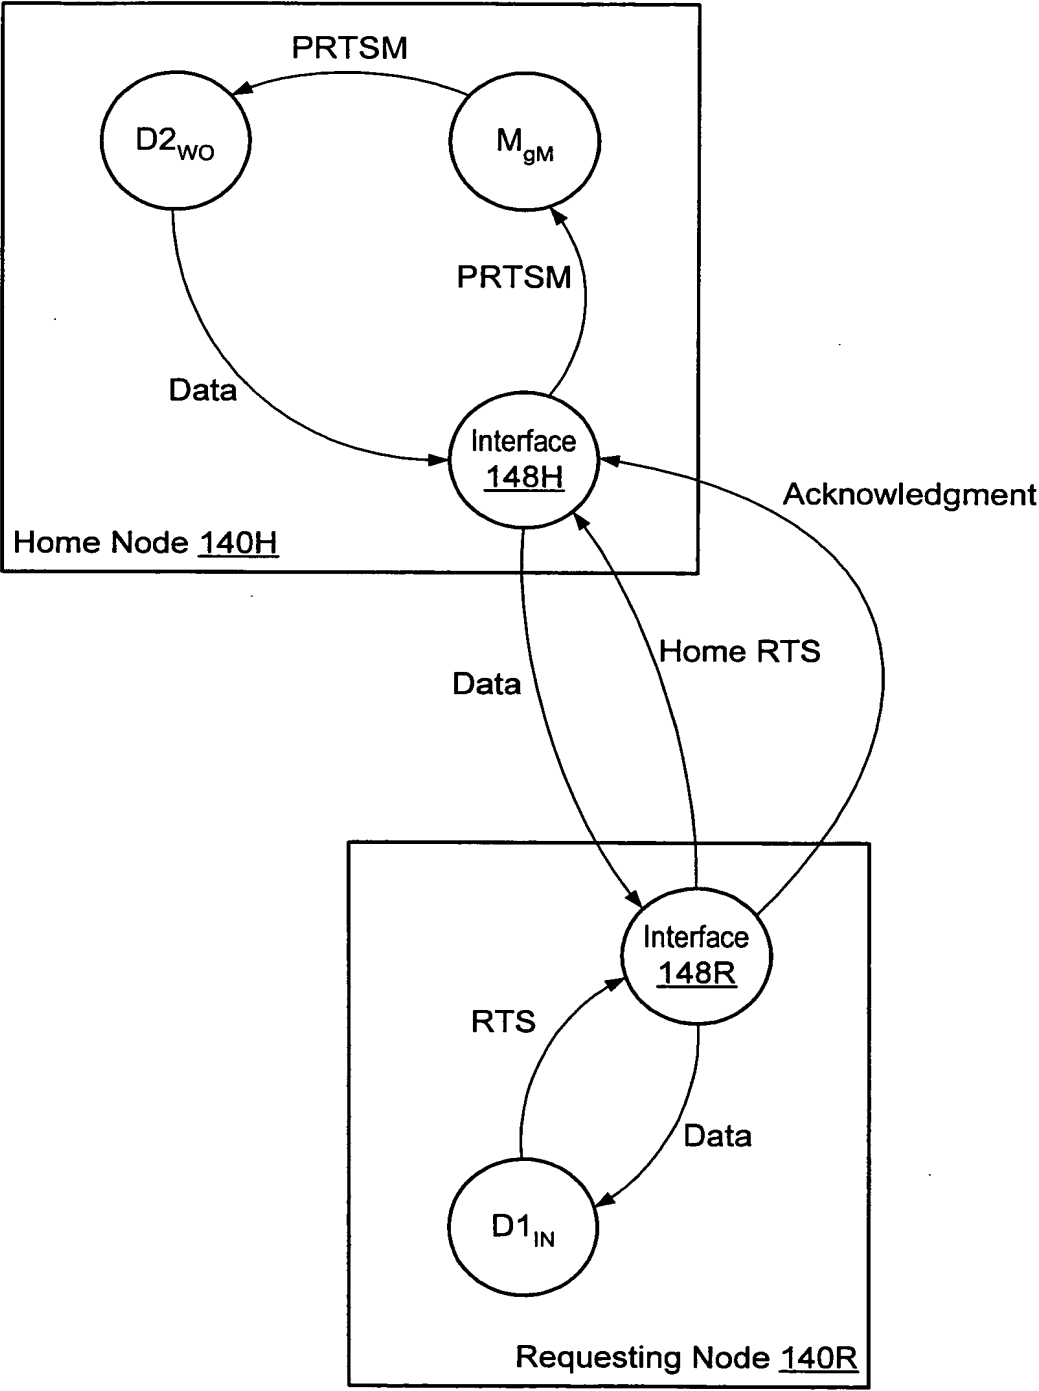 PRTSM
D2WO
MgM
PRTSM
Data
Interface
148H
Acknowledgment
Home Node 140H
Home RTS
Data
Interface
148R
RTS
Data
D1IN
Requesting Node 140R